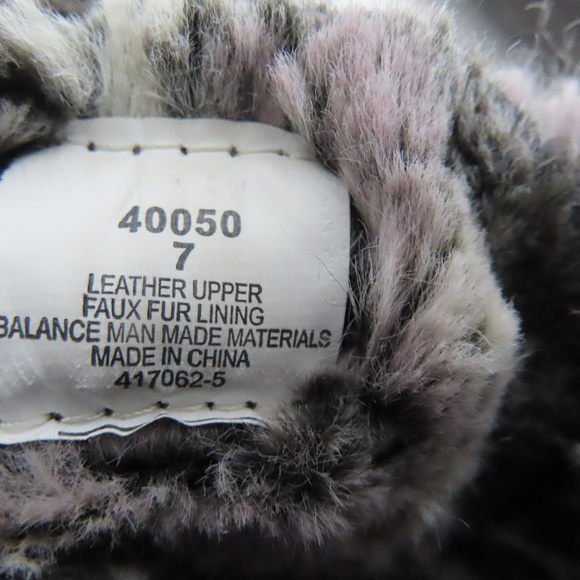 40050
7
LEATHER UPPER
FAUX FUR LINING
BALANCE MAN MADE MATERIALS
MADE IN CHINA
417062-5